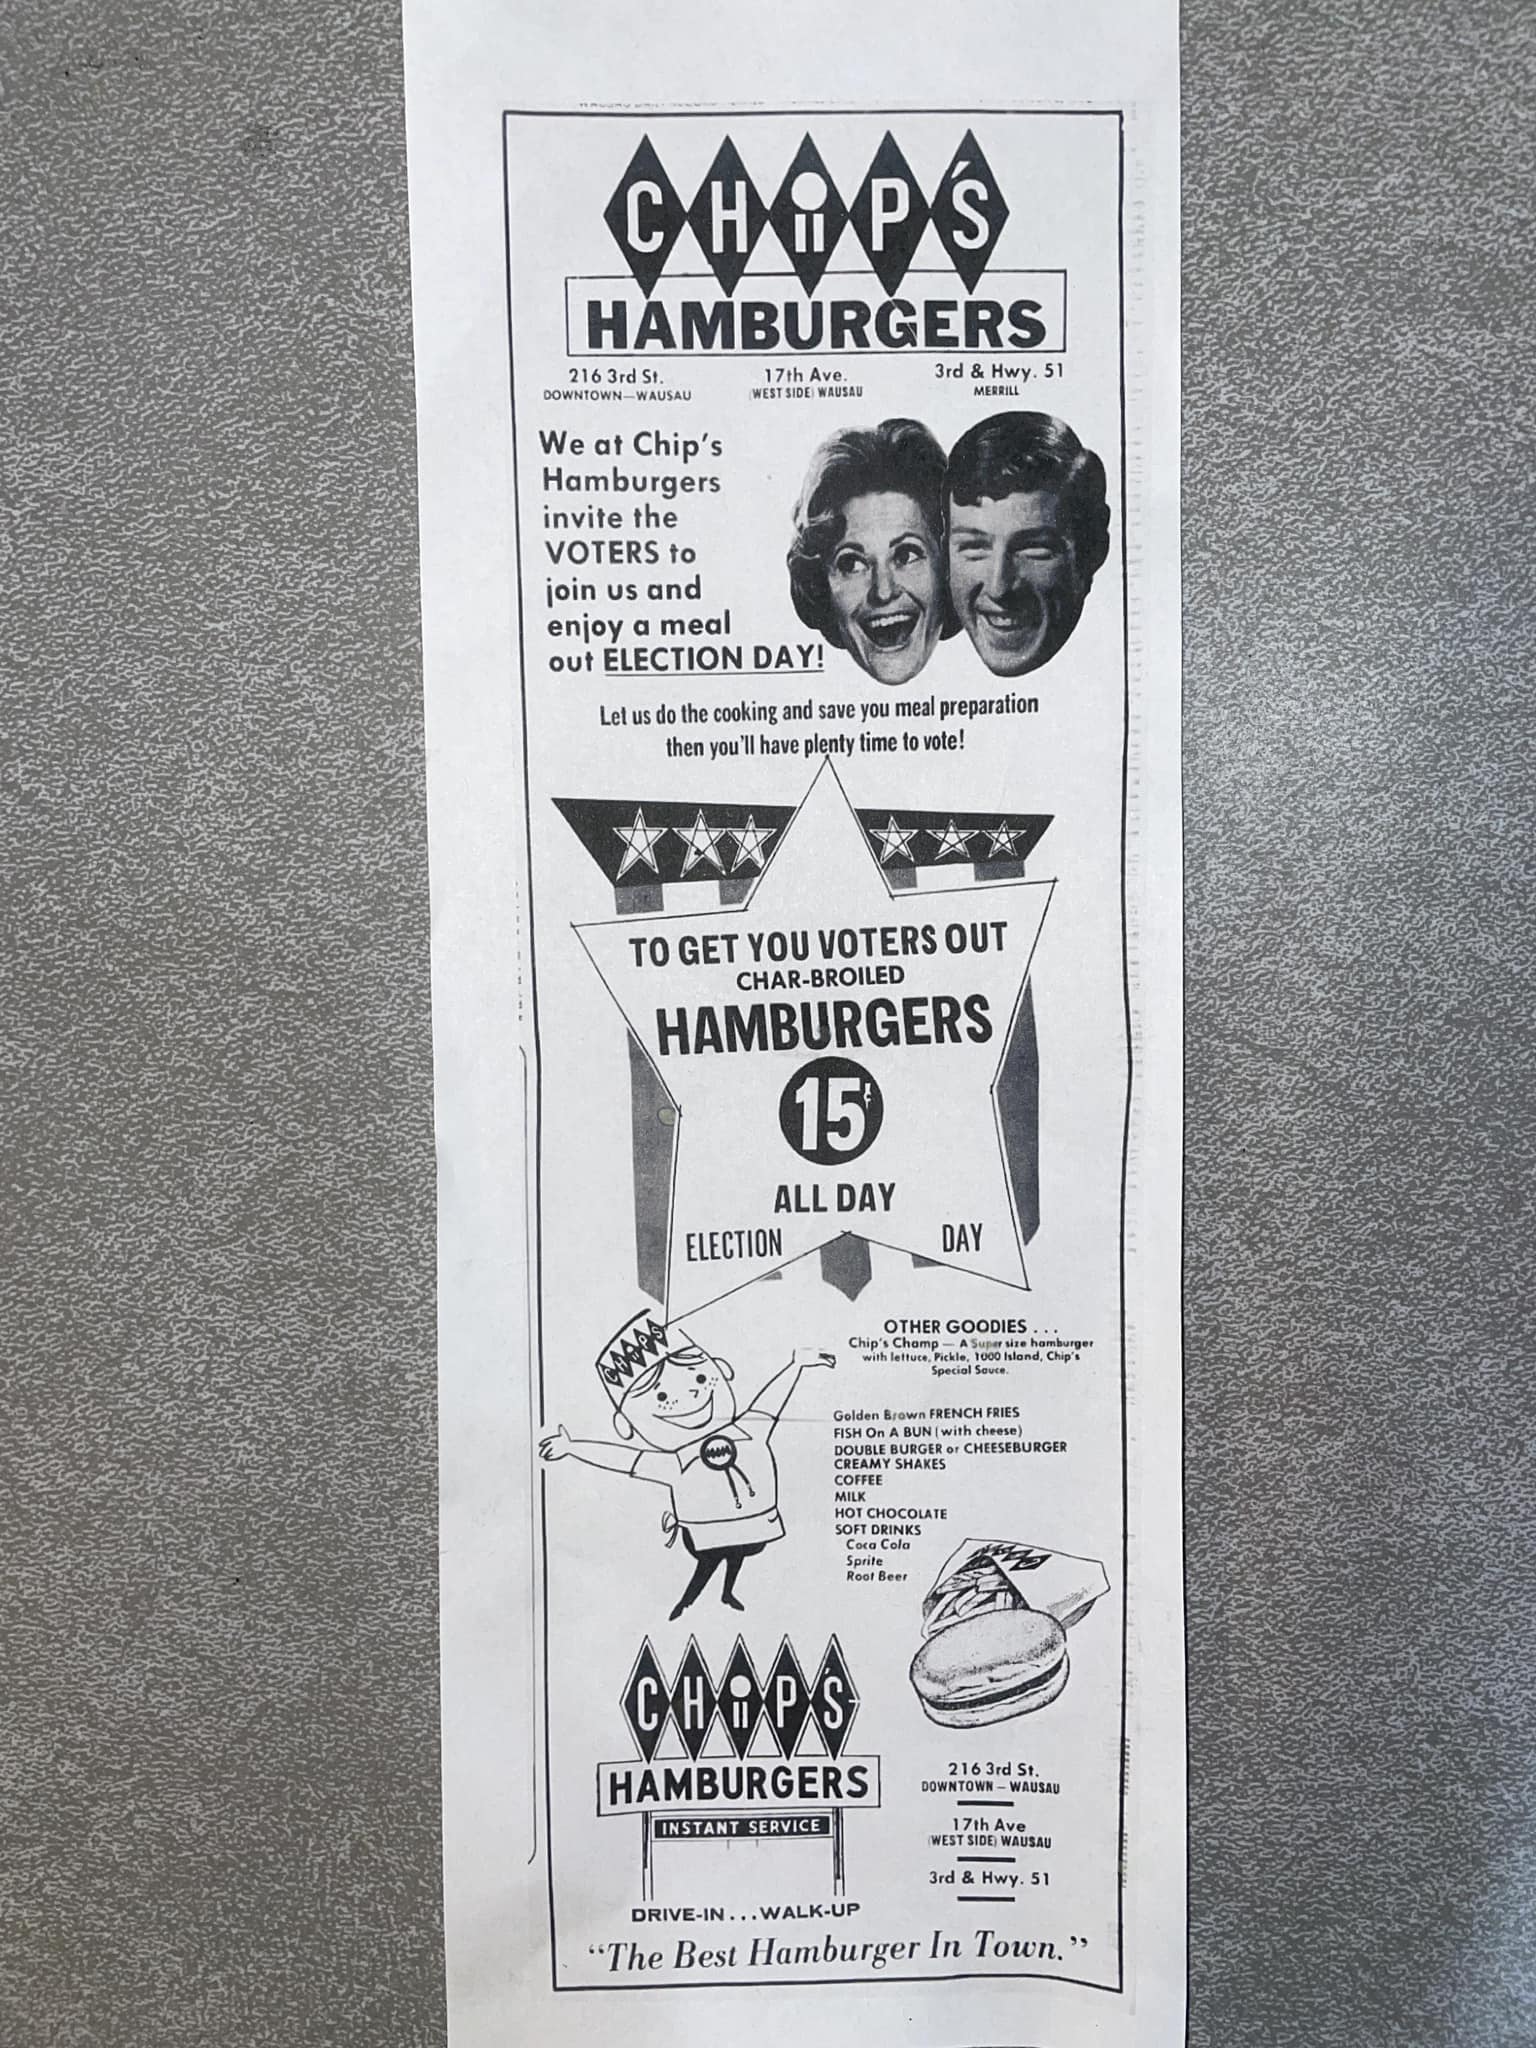 CHiP'S
HAMBURGERS
216 3rd St.
DOWNTOWN—WAUSAU
17th Ave.
(WEST SIDE) WAUSAU
3rd & Hwy. 51
MERRILL
We at Chip's
Hamburgers
invite the
VOTERS to
join us and
enjoy a meal
out ELECTION DAY!
Let us do the cooking and save you meal preparation
then you'll have plenty time to vote!
TO GET YOU VOTERS OUT
CHAR-BROILED
HAMBURGERS
15¢
ALL DAY
ELECTION DAY
CHIPS
OTHER GOODIES . . .
Chip's Champ — A Super size hamburger
with lettuce, Pickle, 1000 Island, Chip's
Special Sauce.
Golden Brown FRENCH FRIES
FISH On A BUN (with cheese)
DOUBLE BURGER or CHEESEBURGER
CREAMY SHAKES
COFFEE
MILK
HOT CHOCOLATE
SOFT DRINKS
Coca Cola
Sprite
Root Beer
CHiP'S
HAMBURGERS
INSTANT SERVICE
DRIVE-IN...WALK-UP
216 3rd St.
DOWNTOWN – WAUSAU
17th Ave
(WEST SIDE) WAUSAU
3rd & Hwy. 51
"The Best Hamburger In Town."